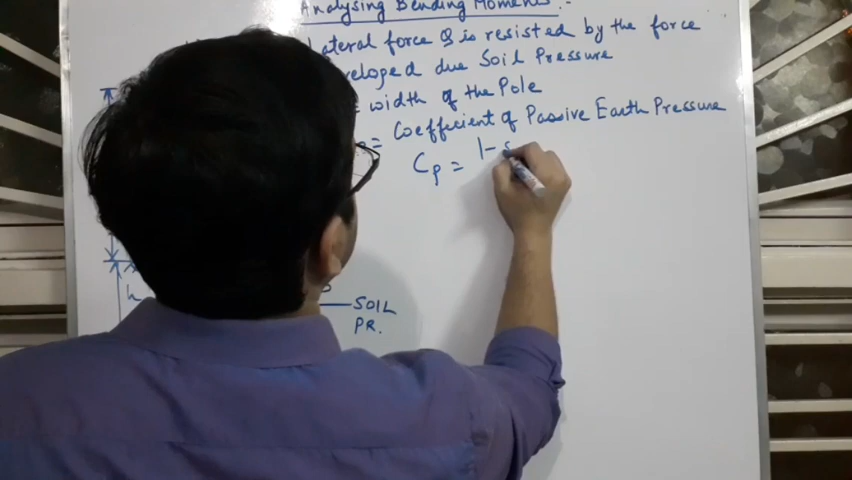 Analysing Bending Moments :-
Lateral force Q is resisted by the force
veloped due Soil Pressure
width of the Pole
= Coefficient of Passive Earth Pressure
Cp = 1-s
h
SOIL
PR.